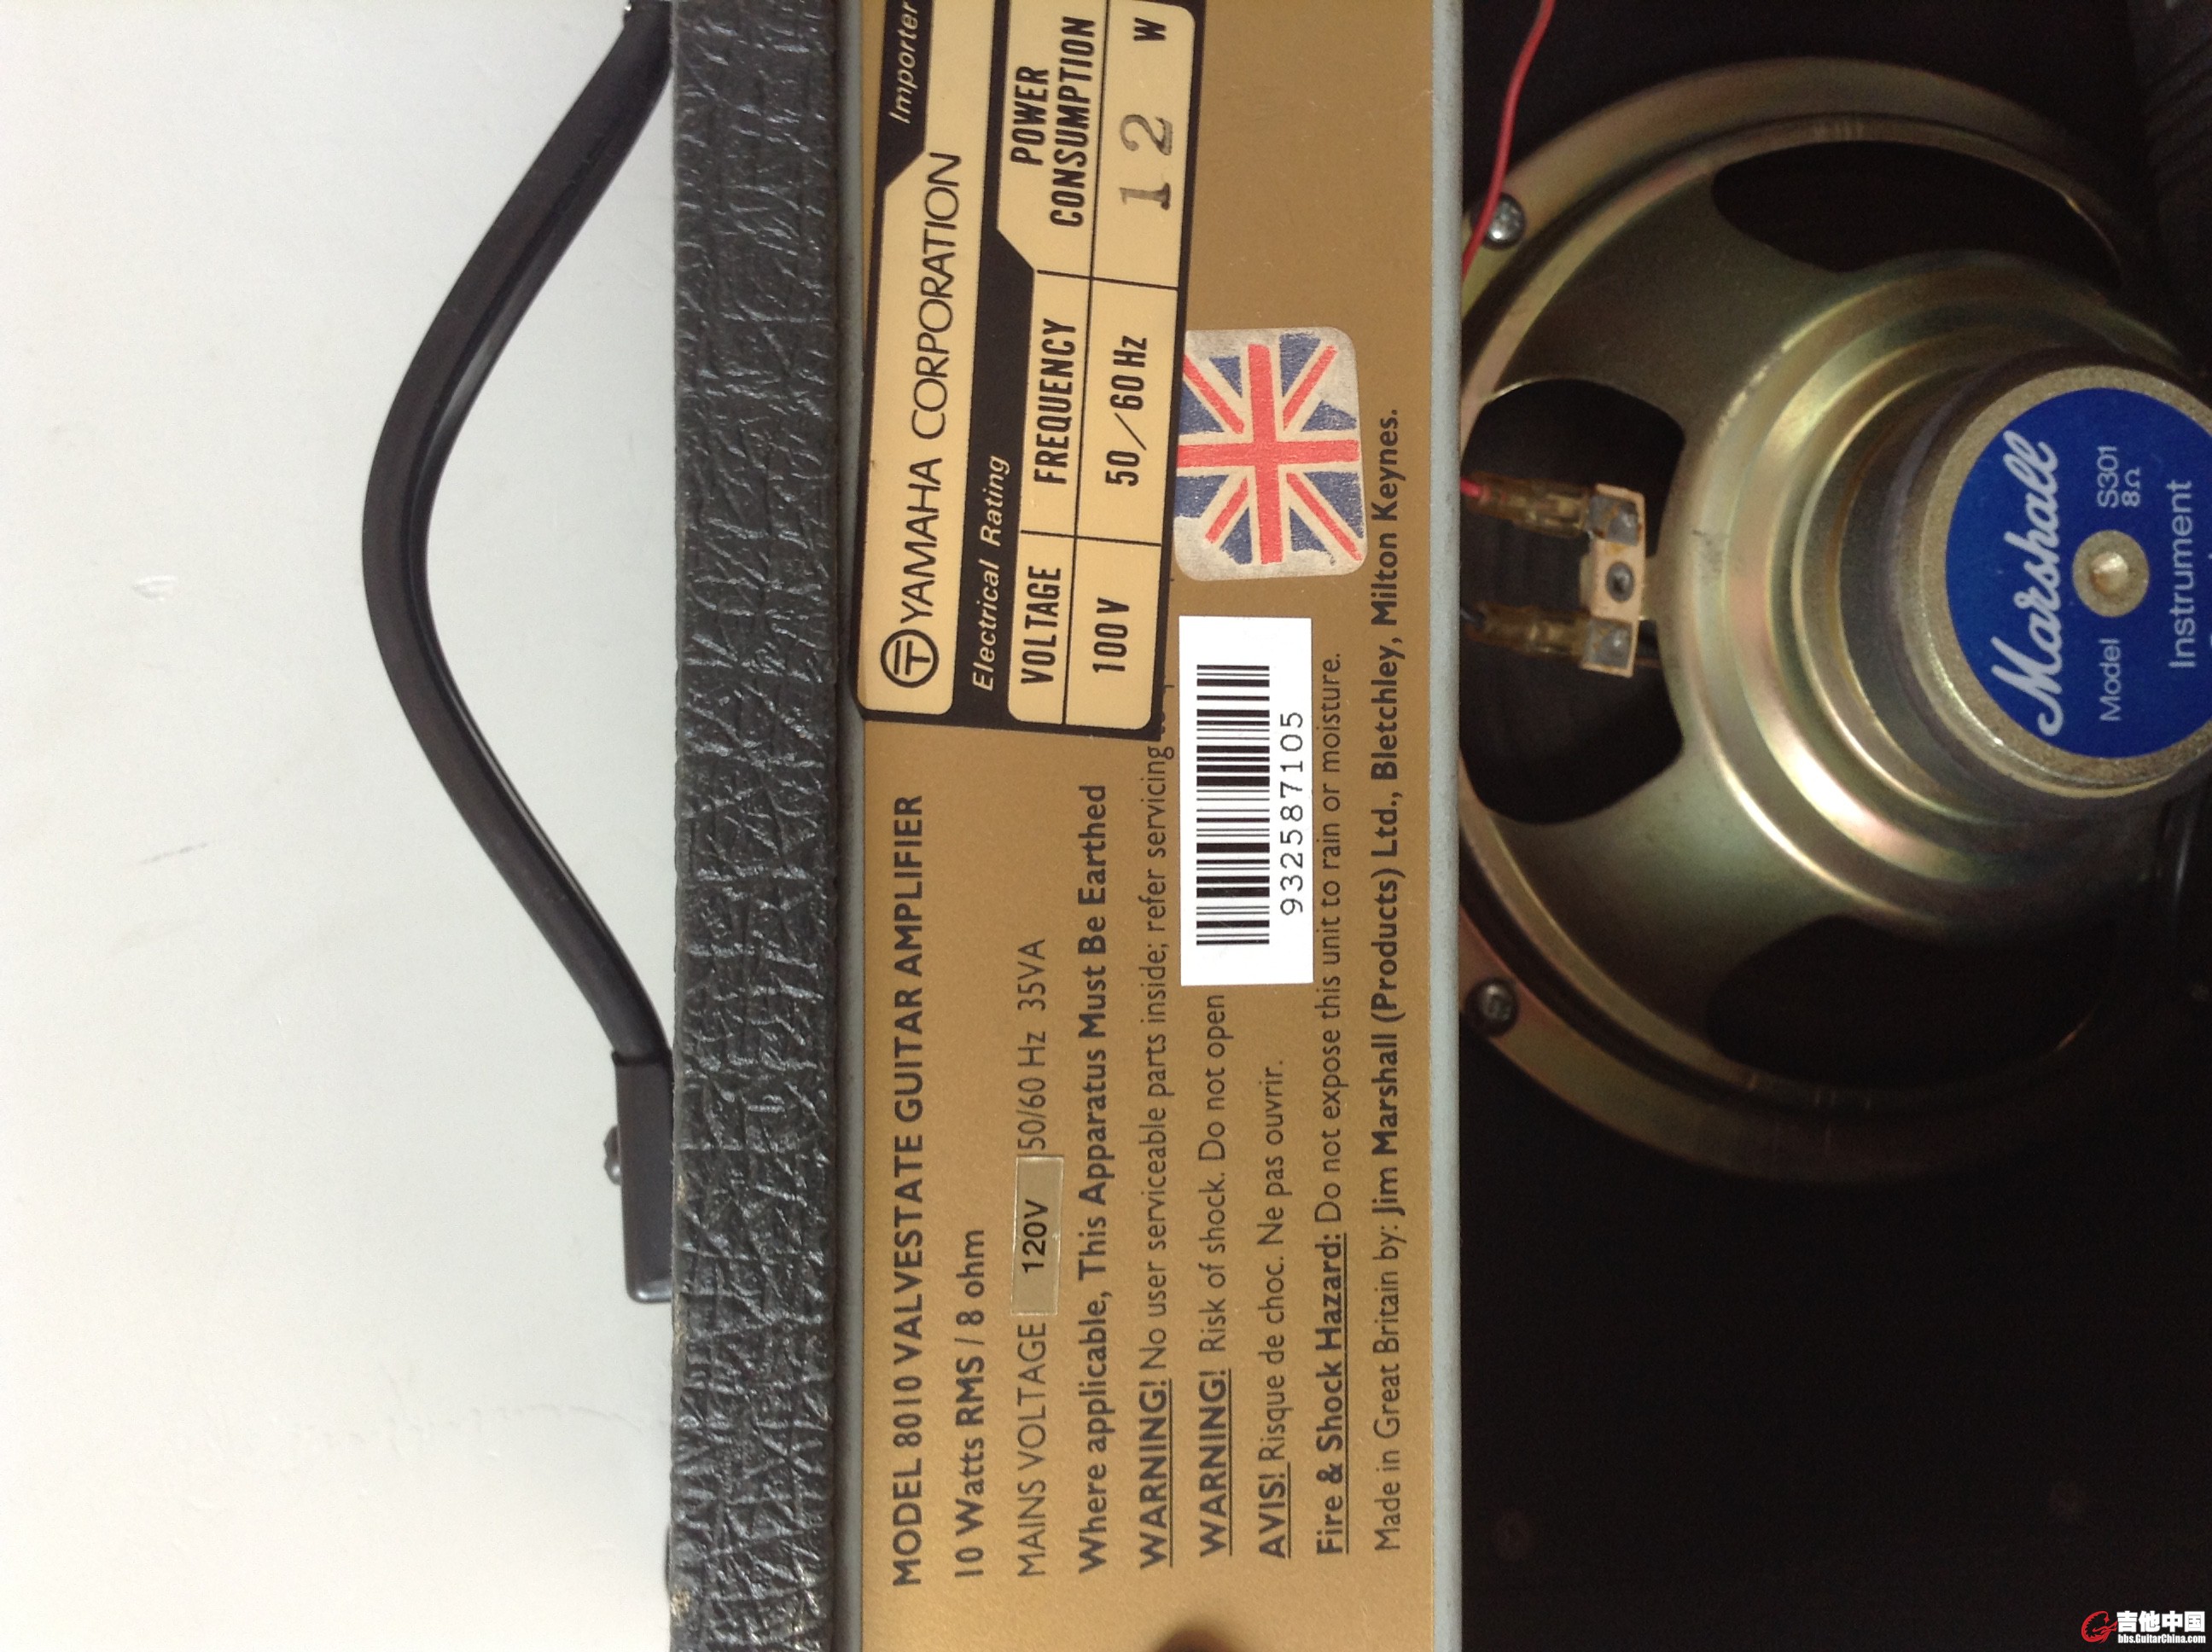 MODEL 8010 VALVESTATE GUITAR AMPLIFIER
10 Watts RMS / 8 ohm
MAINS VOLTAGE 120V 50/60 Hz 35VA
Where applicable, This Apparatus Must Be Earthed
WARNING! No user serviceable parts inside; refer servicing
WARNING! Risk of shock. Do not open
AVIS! Risque de choc. Ne pas ouvrir.
Fire & Shock Hazard: Do not expose this unit to rain or moisture.
Made in Great Britain by: Jim Marshall (Products) Ltd., Bletchley, Milton Keynes.
932587105
YAMAHA CORPORATION Importer
Electrical Rating
VOLTAGE FREQUENCY POWER CONSUMPTION
100V 50/60Hz 12 W
Marshall
Model S301
8Ω
Instrument
吉他中国
bbs.GuitarChina.com